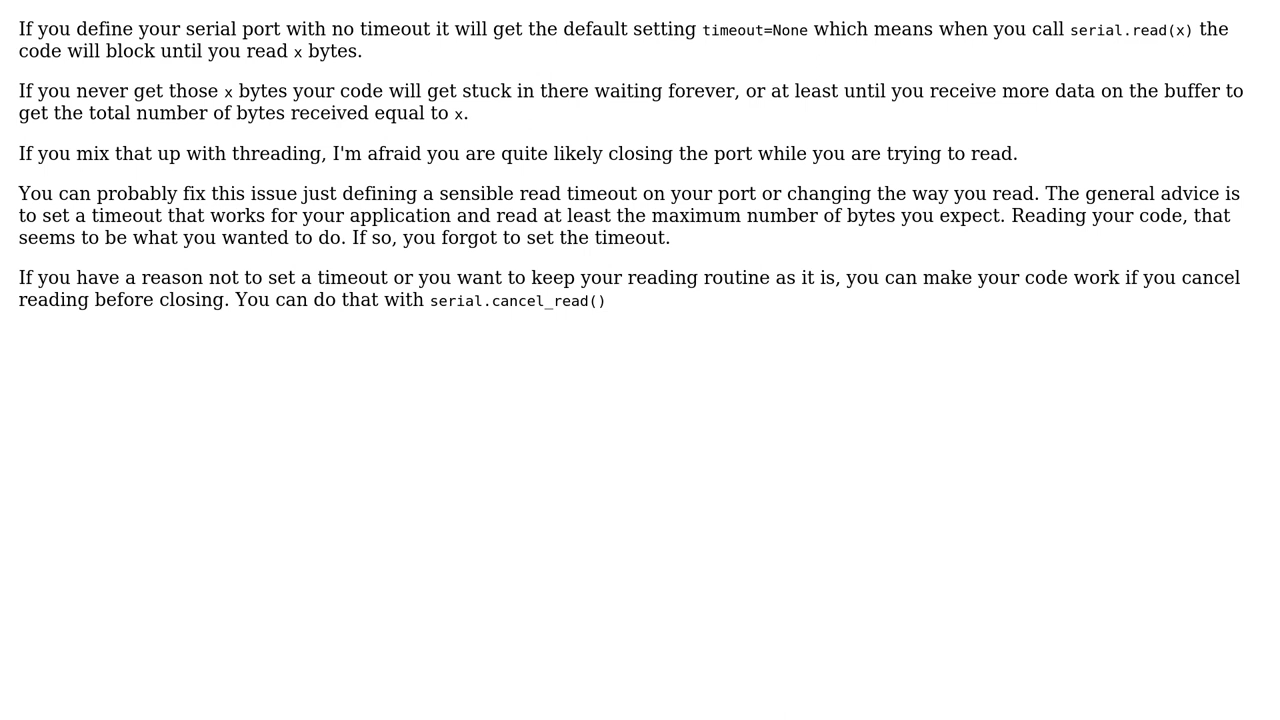 If you define your serial port with no timeout it will get the default setting timeout=None which means when you call serial.read(x) the
code will block until you read x bytes.
If you never get those x bytes your code will get stuck in there waiting forever, or at least until you receive more data on the buffer to
get the total number of bytes received equal to x.
If you mix that up with threading, I'm afraid you are quite likely closing the port while you are trying to read.
You can probably fix this issue just defining a sensible read timeout on your port or changing the way you read. The general advice is
to set a timeout that works for your application and read at least the maximum number of bytes you expect. Reading your code, that
seems to be what you wanted to do. If so, you forgot to set the timeout.
If you have a reason not to set a timeout or you want to keep your reading routine as it is, you can make your code work if you cancel
reading before closing. You can do that with serial.cancel_read()